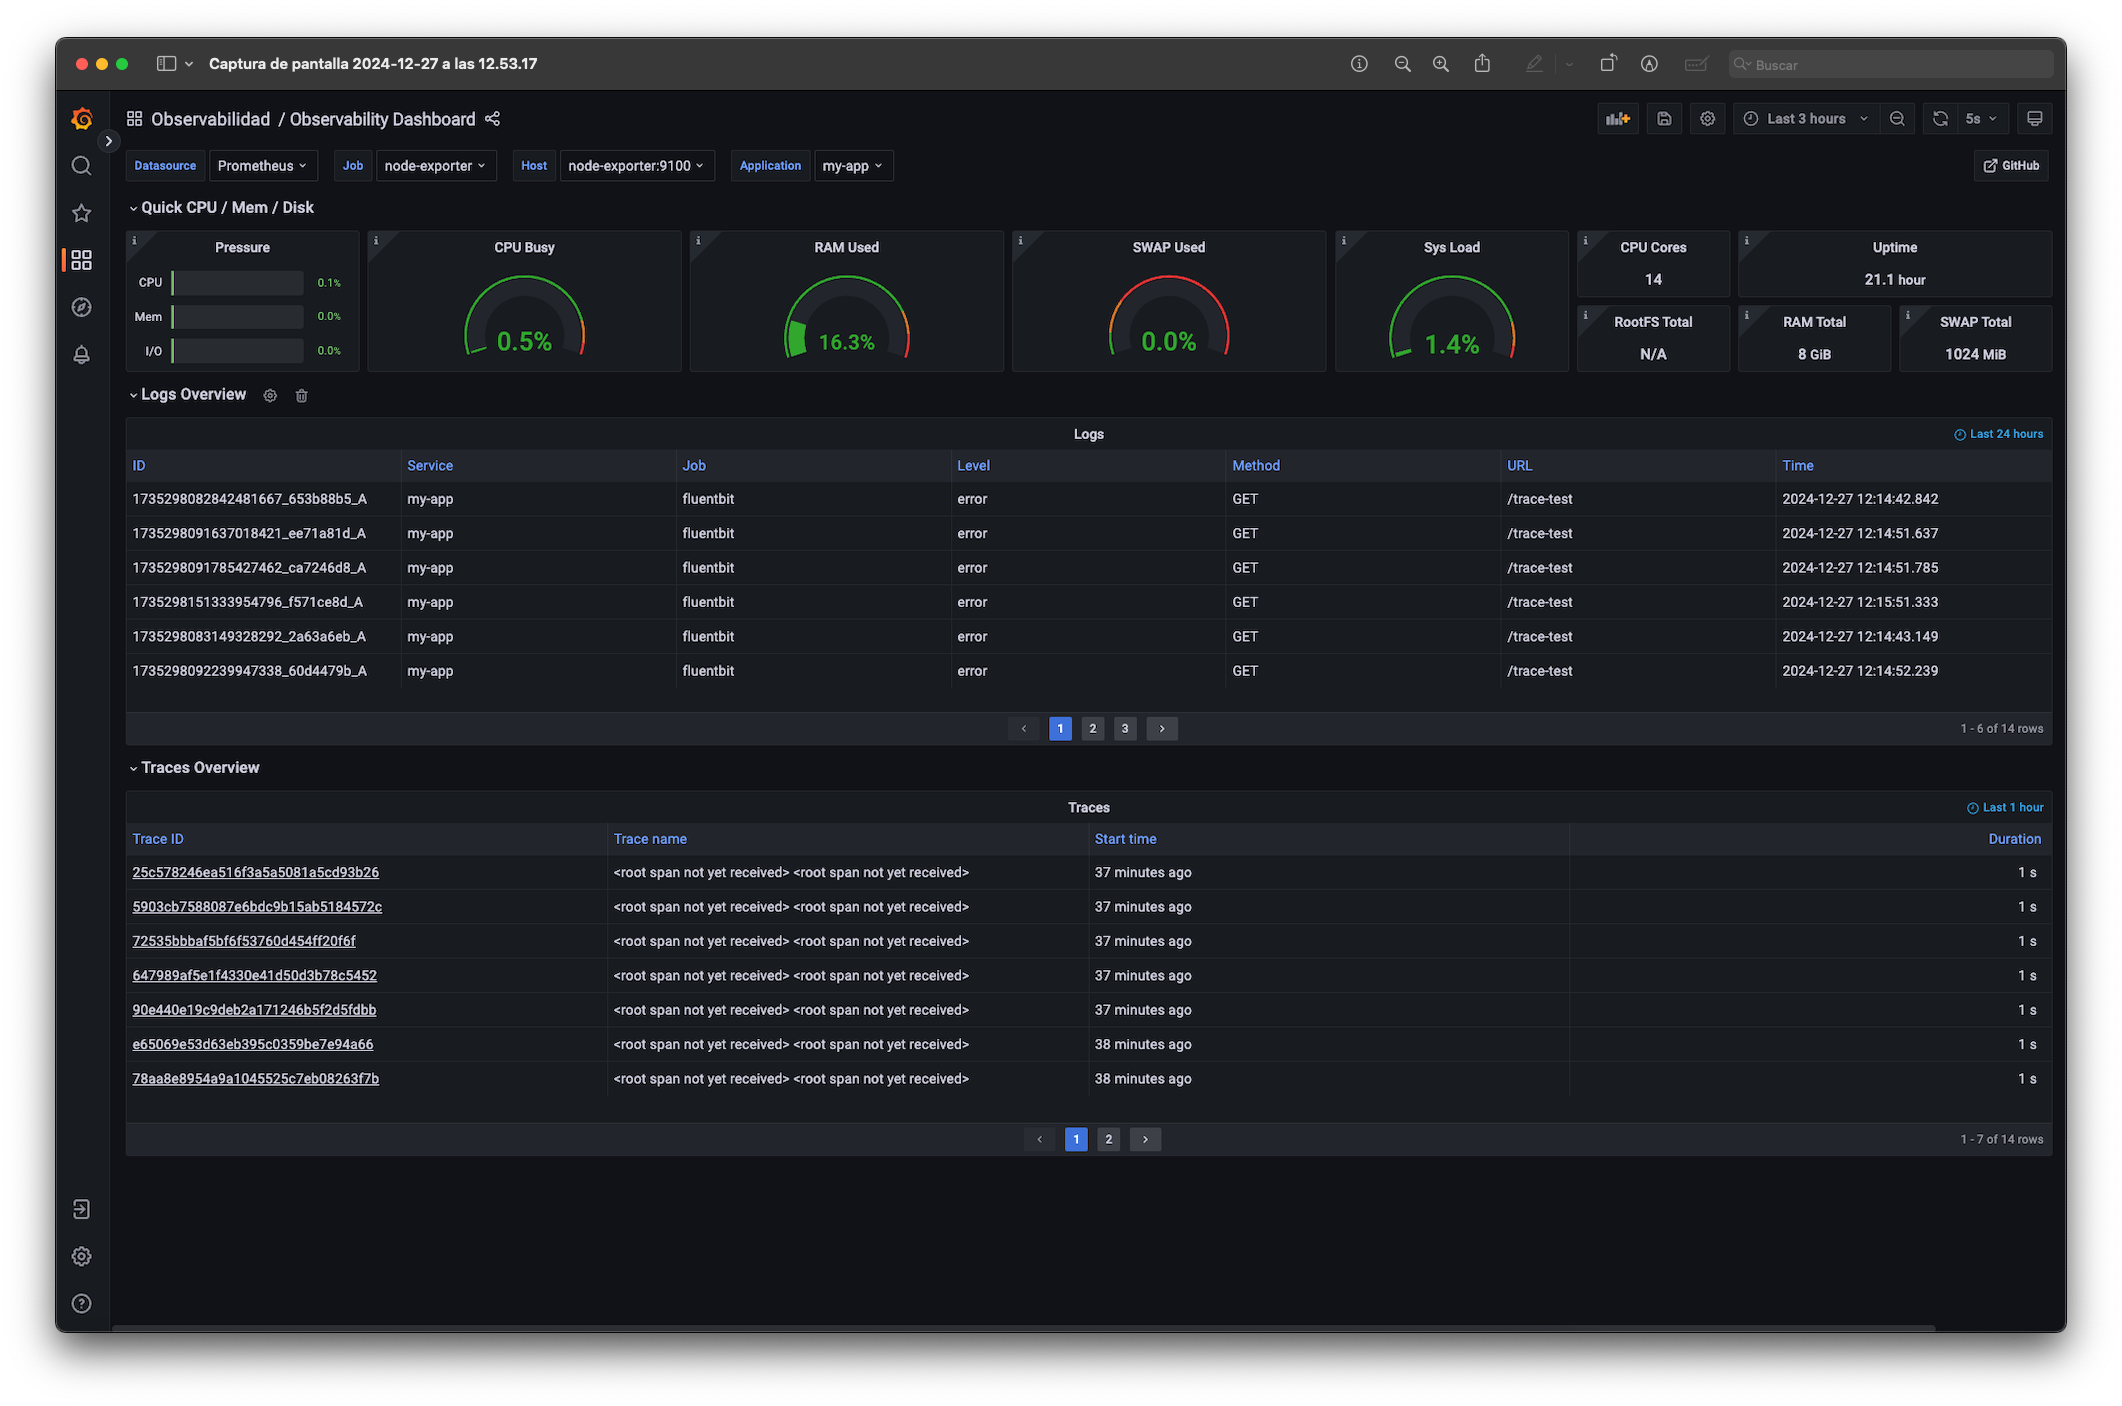 Captura de pantalla 2024-12-27 a las 12.53.17
Buscar
Observabilidad / Observability Dashboard
Last 3 hours
5s
Datasource Prometheus Job node-exporter Host node-exporter:9100 Application my-app GitHub
Quick CPU / Mem / Disk
Pressure
CPU 0.1%
Mem 0.0%
I/O 0.0%
CPU Busy
0.5%
RAM Used
16.3%
SWAP Used
0.0%
Sys Load
1.4%
CPU Cores
14
Uptime
21.1 hour
RootFS Total
N/A
RAM Total
8 GiB
SWAP Total
1024 MiB
Logs Overview
Logs
Last 24 hours
ID Service Job Level Method URL Time
1735298082842481667_653b88b5_A my-app fluentbit error GET /trace-test 2024-12-27 12:14:42.842
1735298091637018421_ee71a81d_A my-app fluentbit error GET /trace-test 2024-12-27 12:14:51.637
1735298091785427462_ca7246d8_A my-app fluentbit error GET /trace-test 2024-12-27 12:14:51.785
1735298151333954796_f571ce8d_A my-app fluentbit error GET /trace-test 2024-12-27 12:15:51.333
1735298083149328292_2a63a6eb_A my-app fluentbit error GET /trace-test 2024-12-27 12:14:43.149
1735298092239947338_60d4479b_A my-app fluentbit error GET /trace-test 2024-12-27 12:14:52.239
1 2 3
1 - 6 of 14 rows
Traces Overview
Traces
Last 1 hour
Trace ID Trace name Start time Duration
25c578246ea516f3a5a5081a5cd93b26 <root span not yet received> <root span not yet received> 37 minutes ago 1 s
5903cb7588087e6bdc9b15ab5184572c <root span not yet received> <root span not yet received> 37 minutes ago 1 s
72535bbbaf5bf6f53760d454ff20f6f <root span not yet received> <root span not yet received> 37 minutes ago 1 s
647989af5e1f4330e41d50d3b78c5452 <root span not yet received> <root span not yet received> 37 minutes ago 1 s
90e440e19c9deb2a171246b5f2d5fdbb <root span not yet received> <root span not yet received> 37 minutes ago 1 s
e65069e53d63eb395c0359be7e94a66 <root span not yet received> <root span not yet received> 38 minutes ago 1 s
78aa8e8954a9a1045525c7eb08263f7b <root span not yet received> <root span not yet received> 38 minutes ago 1 s
1 2
1 - 7 of 14 rows